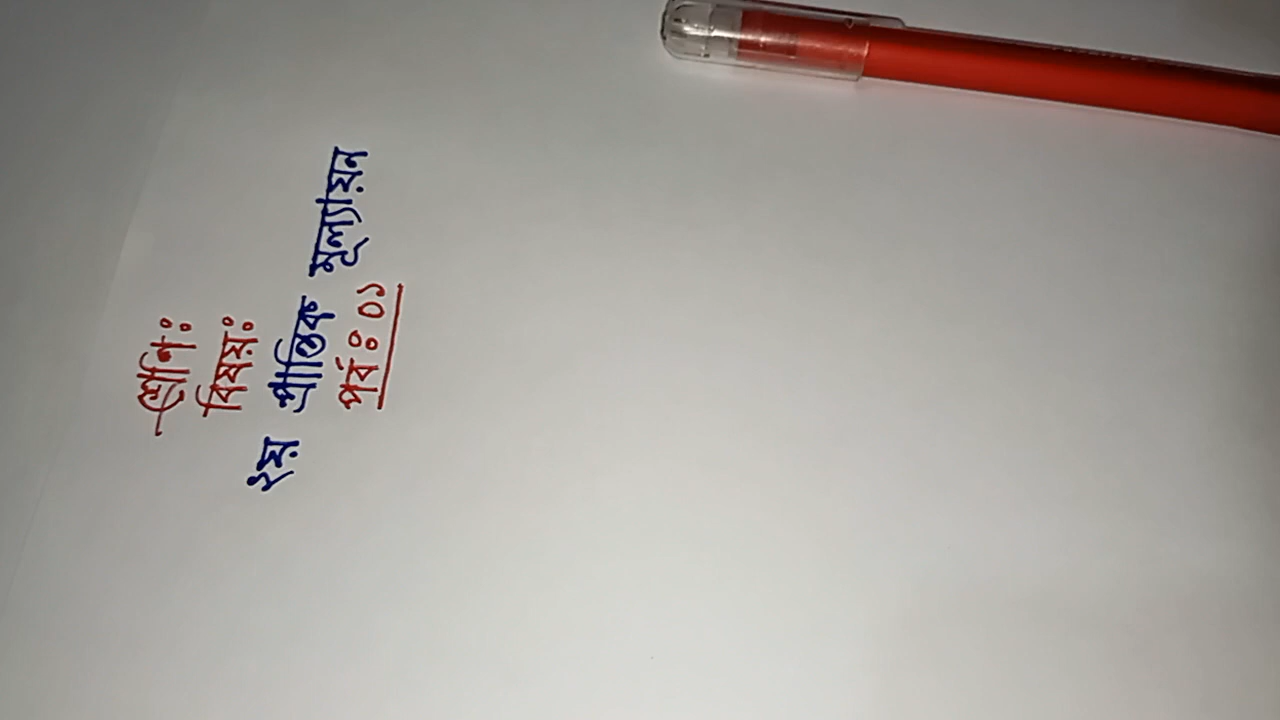 শ্রেণি :
বিষয় :
২য় প্রান্তিক মূল্যায়ন
পর্ব : ০১